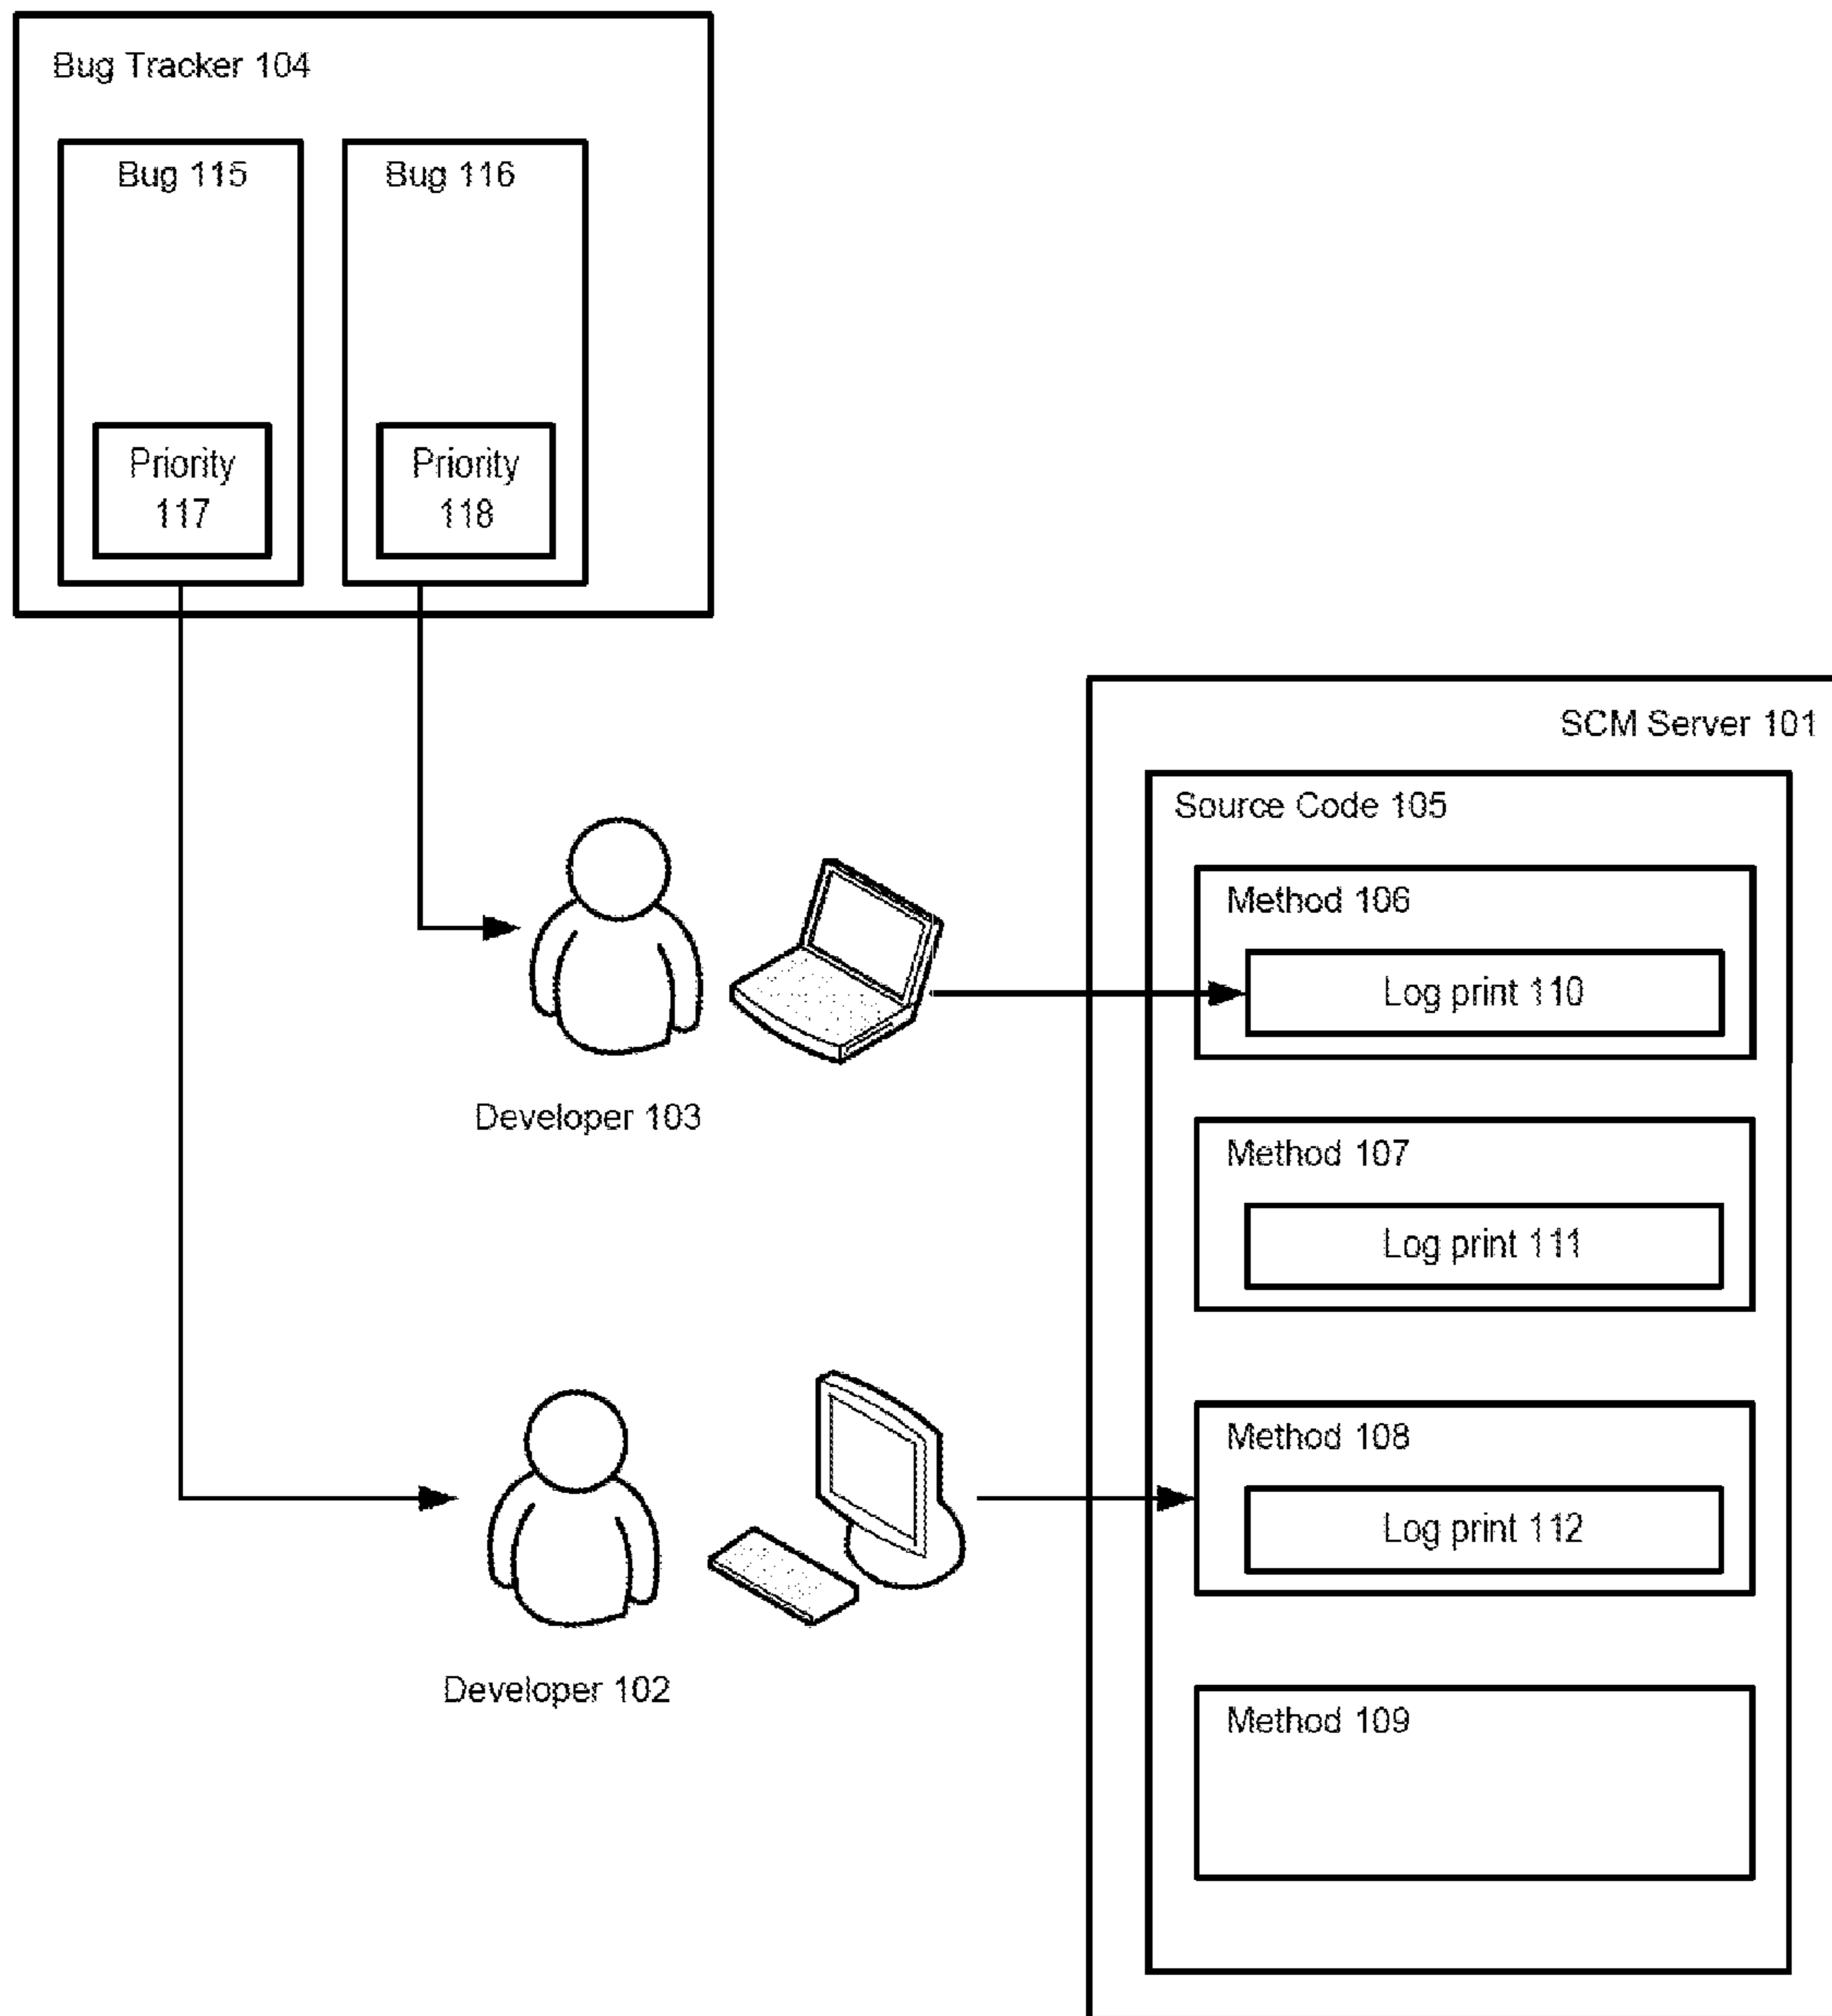 Bug Tracker 104
Bug 115
Bug 116
Priority
117
Priority
118
SCM Server 101
Source Code 105
Method 106
Log print 110
Developer 103
Method 107
Log print 111
Method 108
Log print 112
Developer 102
Method 109